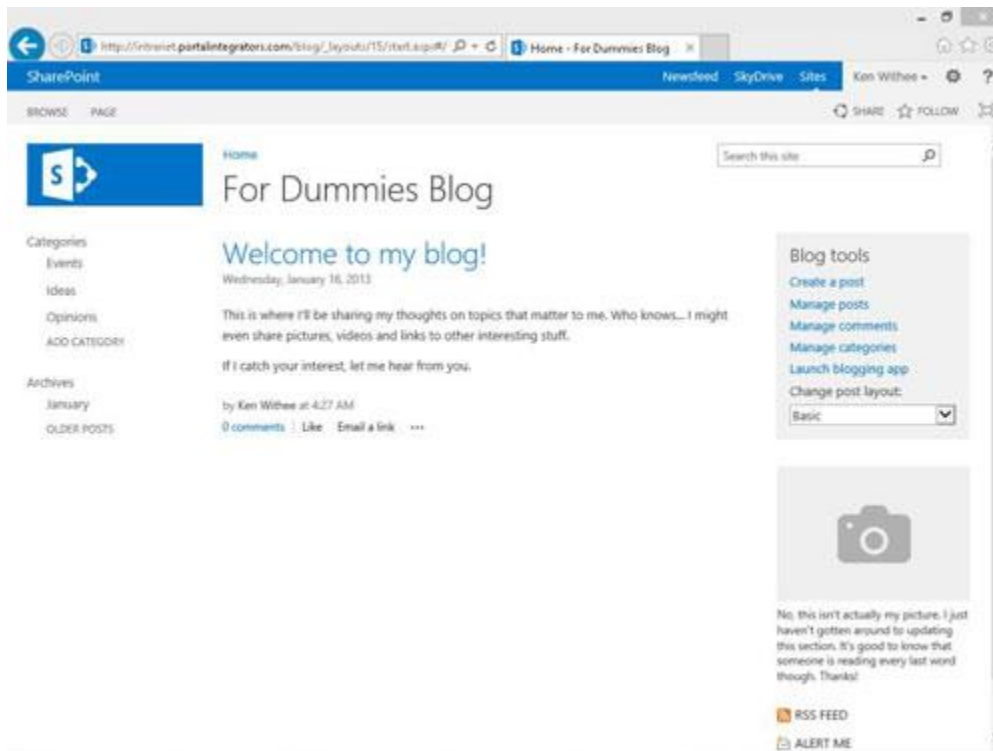 http://intranet.portalintegrators.com/blog/_layouts/15/start.aspx#/
Home - For Dummies Blog
SharePoint
Newsfeed SkyDrive Sites Ken Withee ?
BROWSE PAGE
SHARE FOLLOW
S
Home
Search this site
For Dummies Blog
Categories
Events
Ideas
Opinions
ADD CATEGORY
Archives
January
OLDER POSTS
Welcome to my blog!
Wednesday, January 16, 2013
This is where I'll be sharing my thoughts on topics that matter to me. Who knows... I might
even share pictures, videos and links to other interesting stuff.
If I catch your interest, let me hear from you.
by Ken Withee at 4:27 AM
0 comments Like Email a link ...
Blog tools
Create a post
Manage posts
Manage comments
Manage categories
Launch blogging app
Change post layout:
Basic
No, this isn't actually my picture. I just
haven't gotten around to updating
this section. It's good to know that
someone is reading every last word
though. Thanks!
RSS FEED
ALERT ME